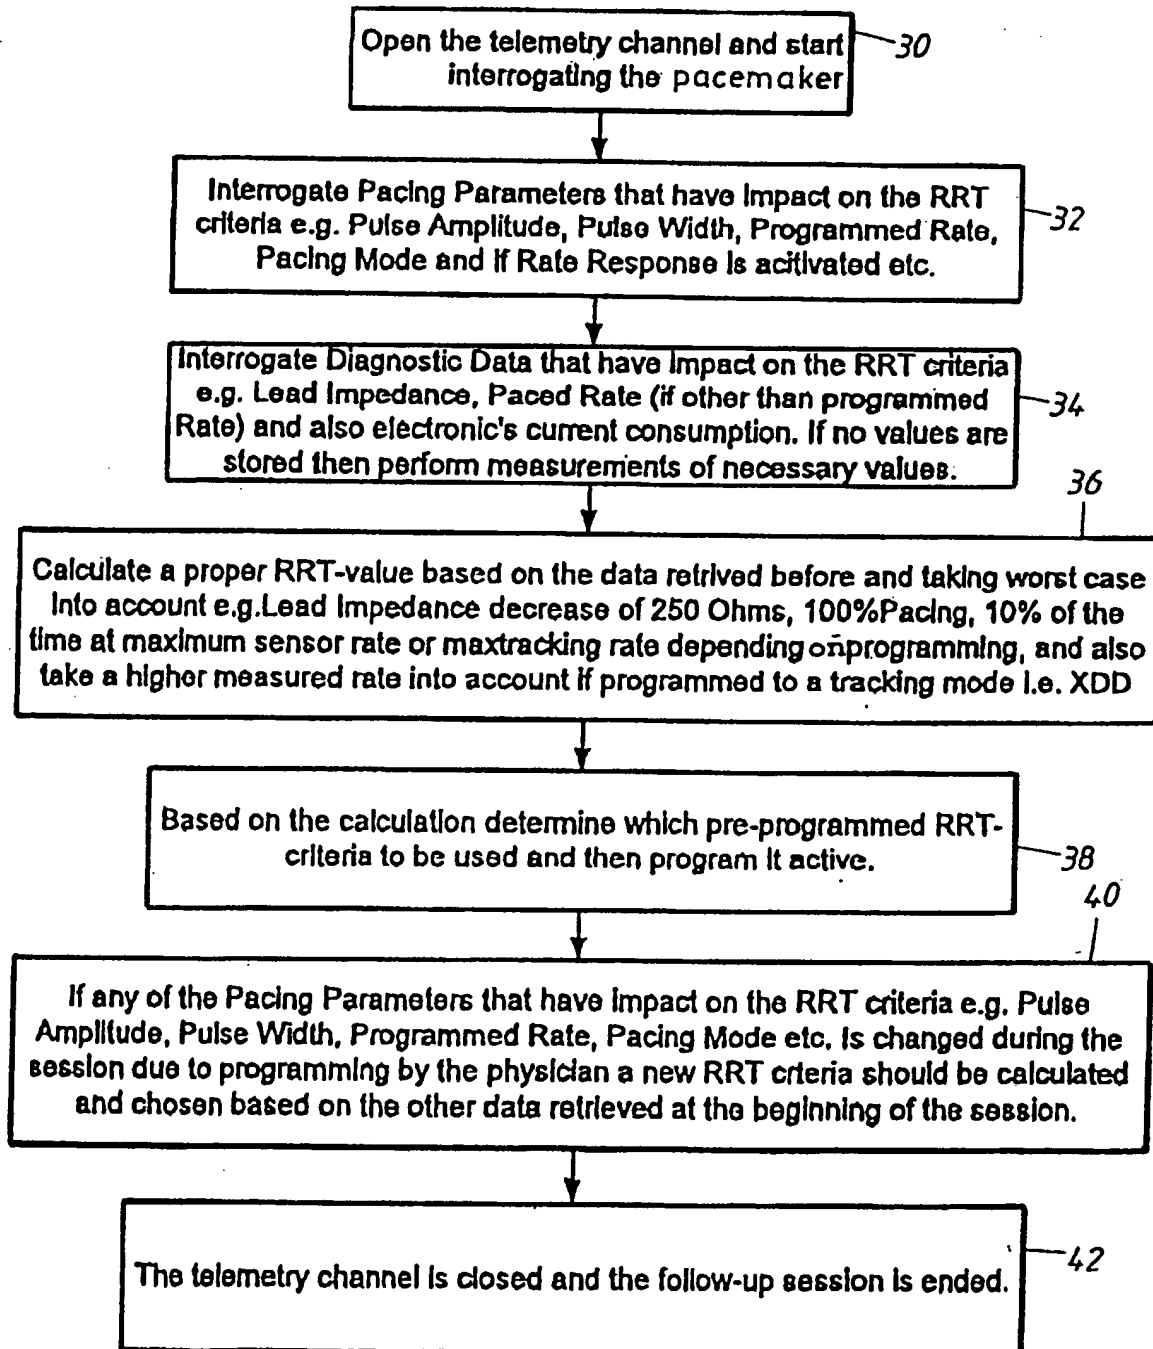 Open the telemetry channel and start
interrogating the pacemaker
30
Interrogate Pacing Parameters that have Impact on the RRT
criteria e.g. Pulse Amplitude, Pulse Width, Programmed Rate,
Pacing Mode and if Rate Response is acitivated etc.
32
Interrogate Diagnostic Data that have Impact on the RRT criteria
e.g. Lead Impedance, Paced Rate (if other than programmed
Rate) and also electronic's current consumption. If no values are
stored then perform measurements of necessary values.
34
36
Calculate a proper RRT-value based on the data retrived before and taking worst case
into account e.g.Lead Impedance decrease of 250 Ohms, 100%Pacing, 10% of the
time at maximum sensor rate or maxtracking rate depending onprogramming, and also
take a higher measured rate into account if programmed to a tracking mode i.e. XDD
Based on the calculation determine which pre-programmed RRT-
criteria to be used and then program it active.
38
40
If any of the Pacing Parameters that have impact on the RRT criteria e.g. Pulse
Amplitude, Pulse Width, Programmed Rate, Pacing Mode etc. is changed during the
session due to programming by the physician a new RRT crteria should be calculated
and chosen based on the other data retrieved at the beginning of the session.
The telemetry channel is closed and the follow-up session is ended.
42